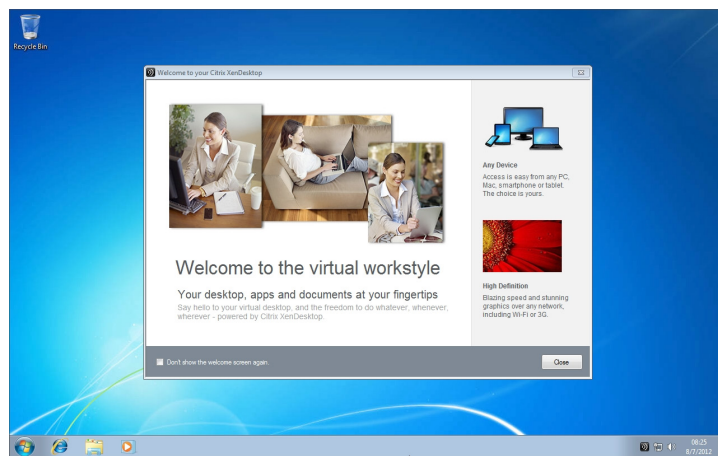 Recycle Bin
Welcome to your Citrix XenDesktop
Any Device
Access is easy from any PC,
Mac, smartphone or tablet.
The choice is yours.
High Definition
Blazing speed and stunning
graphics over any network,
including Wi-Fi or 3G.
Welcome to the virtual workstyle
Your desktop, apps and documents at your fingertips
Say hello to your virtual desktop, and the freedom to do whatever, whenever,
wherever - powered by Citrix XenDesktop.
Don't show the welcome screen again.
Close
08:25
8/7/2012